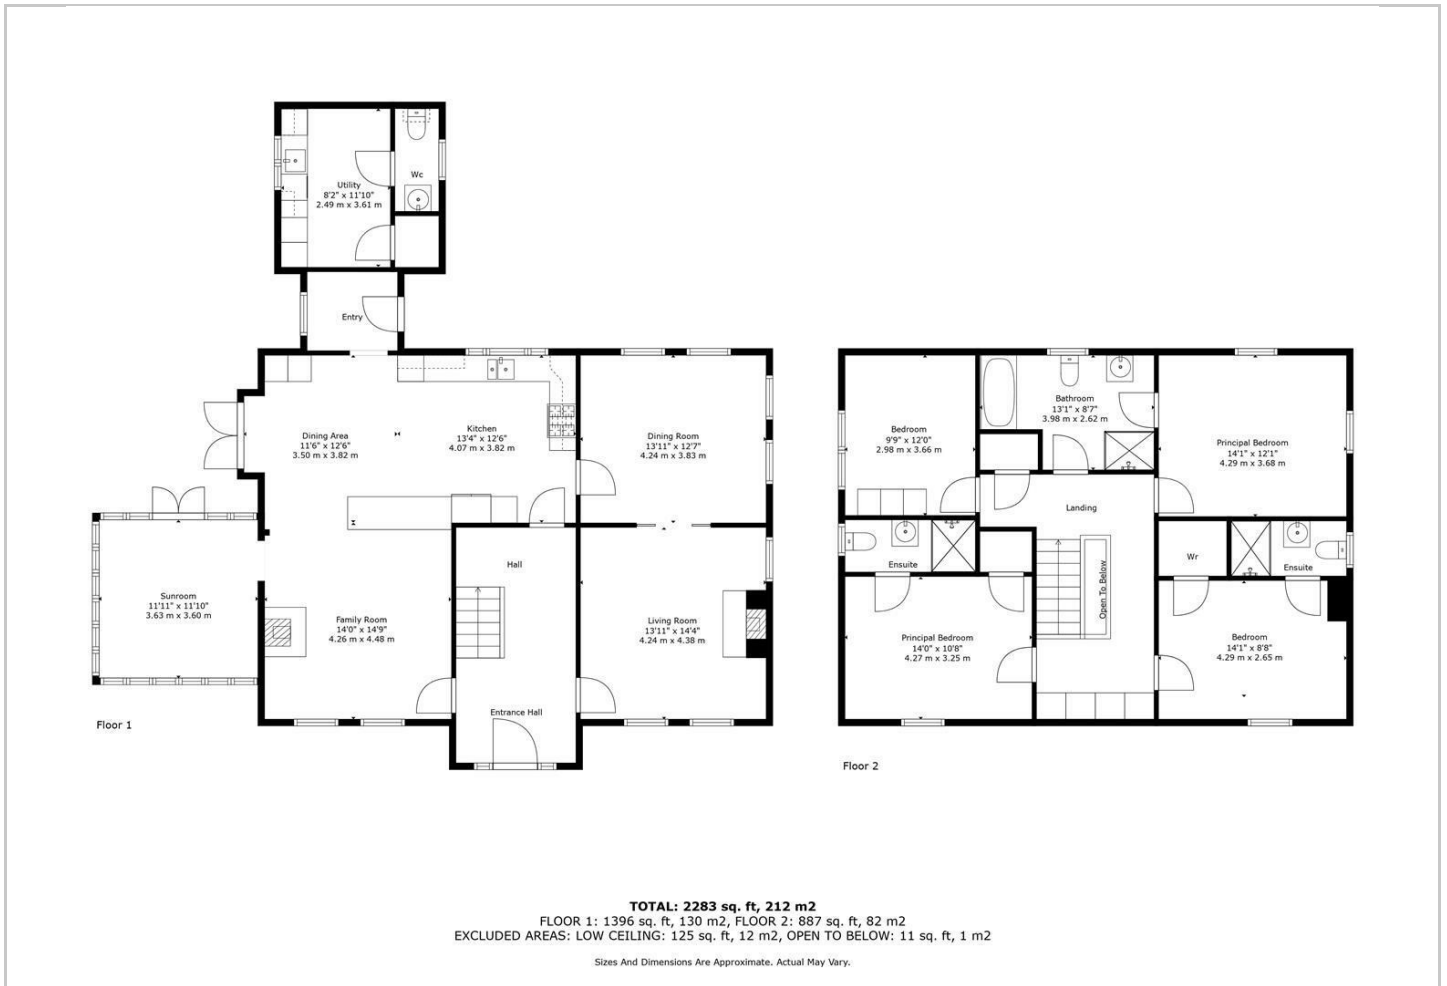 Utility
8'2" x 11'10"
2.49 m x 3.61 m
Wc
Entry
Dining Area
11'6" x 12'6"
3.50 m x 3.82 m
Kitchen
13'4" x 12'6"
4.07 m x 3.82 m
Dining Room
13'11" x 12'7"
4.24 m x 3.83 m
Sunroom
11'11" x 11'10"
3.63 m x 3.60 m
Family Room
14'0" x 14'9"
4.26 m x 4.48 m
Hall
Living Room
13'11" x 14'4"
4.24 m x 4.38 m
Entrance Hall
Floor 1
Bedroom
9'9" x 12'0"
2.98 m x 3.66 m
Bathroom
13'1" x 8'7"
3.98 m x 2.62 m
Principal Bedroom
14'1" x 12'1"
4.29 m x 3.68 m
Landing
Ensuite
Open To Below
Wr
Ensuite
Principal Bedroom
14'0" x 10'8"
4.27 m x 3.25 m
Bedroom
14'1" x 8'8"
4.29 m x 2.65 m
Floor 2
TOTAL: 2283 sq. ft, 212 m2
FLOOR 1: 1396 sq. ft, 130 m2, FLOOR 2: 887 sq. ft, 82 m2
EXCLUDED AREAS: LOW CEILING: 125 sq. ft, 12 m2, OPEN TO BELOW: 11 sq. ft, 1 m2
Sizes And Dimensions Are Approximate. Actual May Vary.